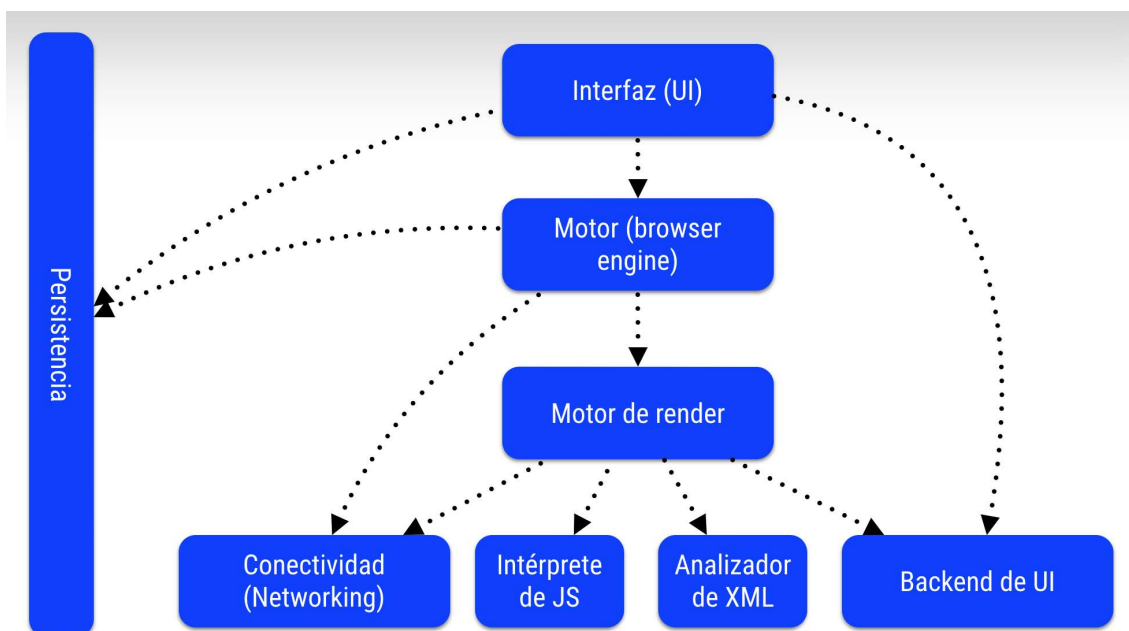 Persistencia
Interfaz (UI)
Motor (browser
engine)
Motor de render
Conectividad
(Networking)
Intérprete
de JS
Analizador
de XML
Backend de UI